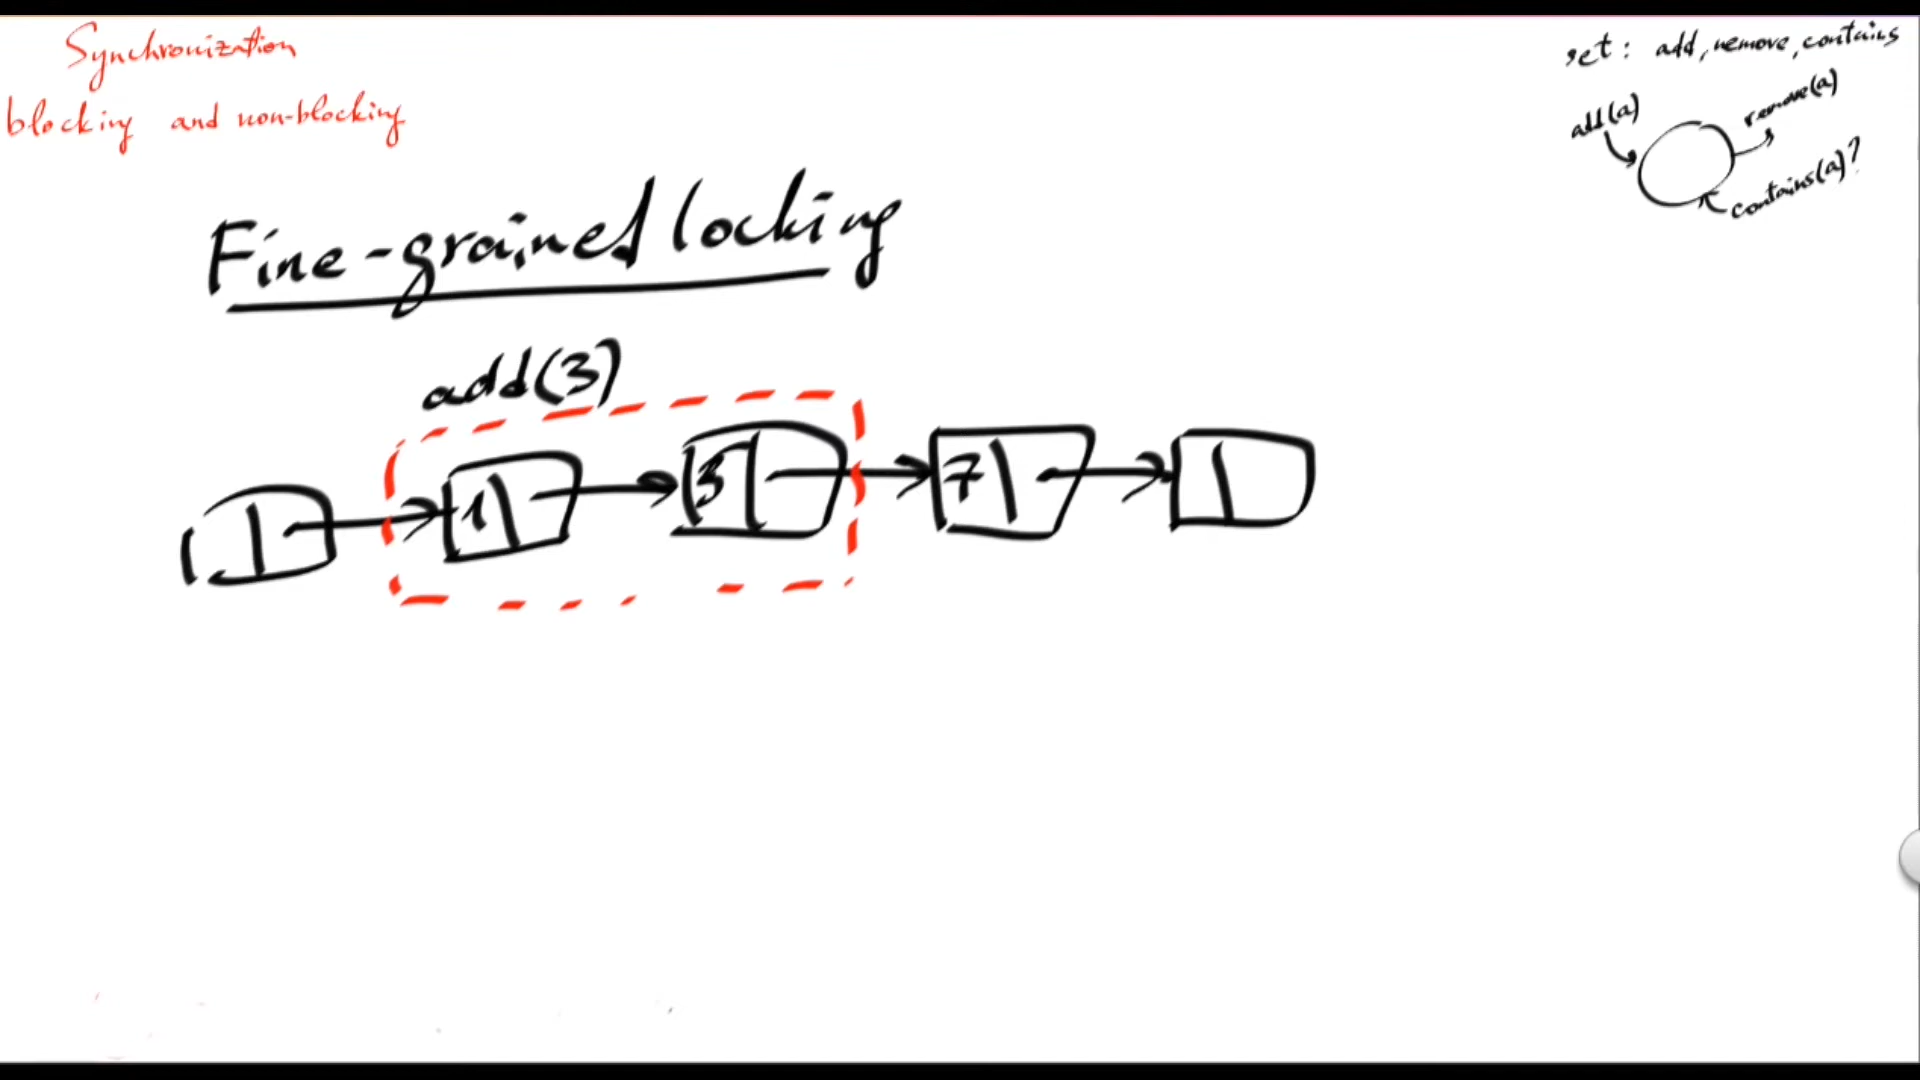 Synchronization
blocking and non-blocking
set: add, remove, contains
add(a)
remove(a)
contains(a)?
Fine-grained locking
add(3)
1
7